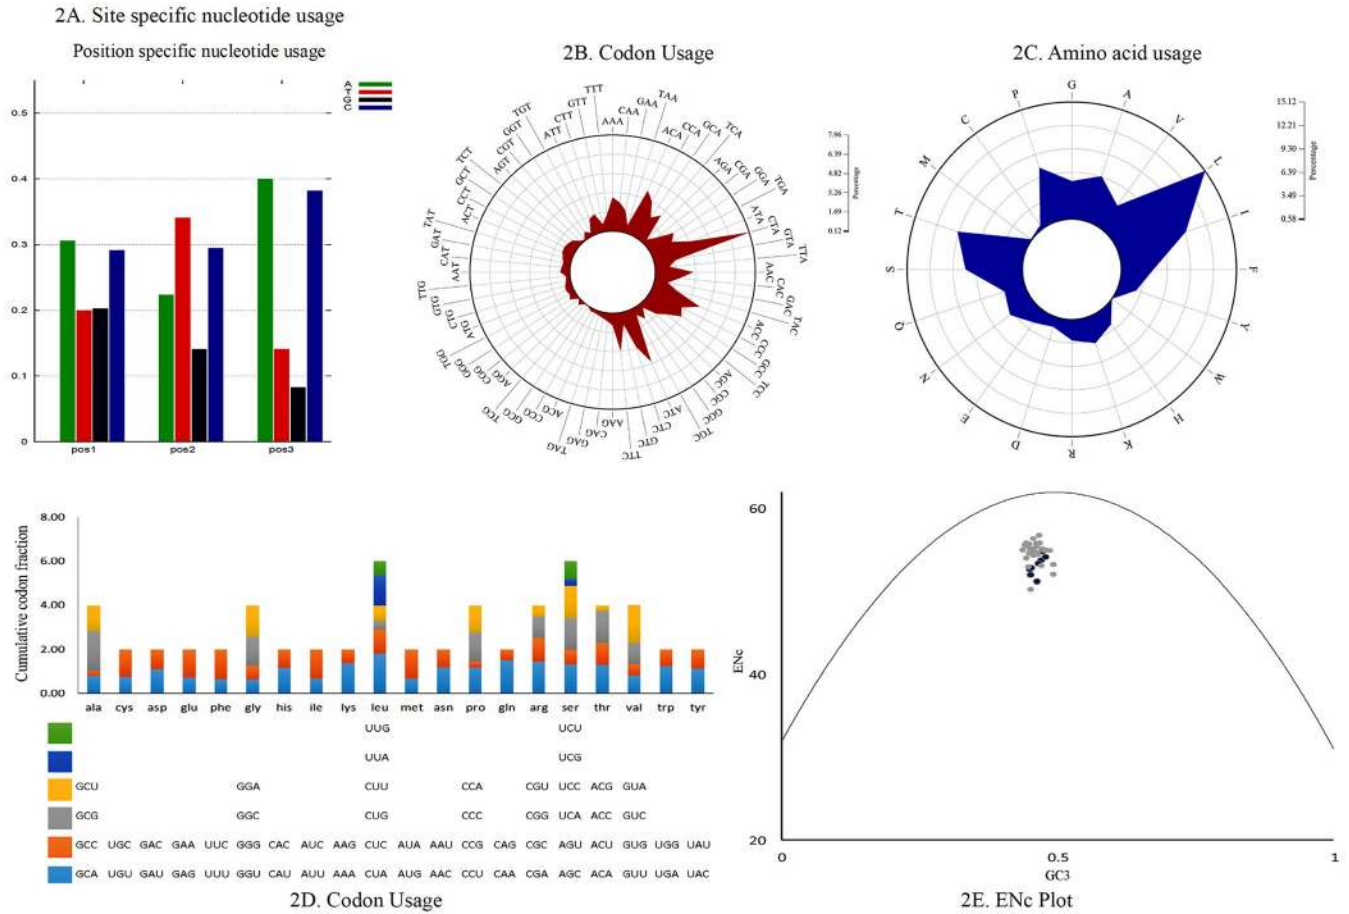 2A. Site specific nucleotide usage
Position specific nucleotide usage
A
T
G
C
0.5
0.4
0.3
0.2
0.1
0
pos1 pos2 pos3
2B. Codon Usage
AAA CAA GAA TAA
ACA CCA GCA TCA
AGA CGA GGA TGA
ATA CTA GTA TTA
AAC CAC GAC TAC
ACC CCC GCC TCC
AGC CGC GGC TGC
ATC CTC GTC TTC
AAG CAG GAG TAG
ACG CCG GCG TCG
AGG CGG GGG TGG
ATG CTG GTG TTG
AAT CAT GAT TAT
ACT CCT GCT TCT
AGT CGT GGT TGT
ATT CTT GTT TTT
7.96
6.39
4.82
3.26
1.69
0.12
Percentage
2C. Amino acid usage
G A V L I F Y W H K R D E N Q S T M C P
15.12
12.21
9.30
6.39
3.49
0.58
Percentage
Cumulative codon fraction
8.00
6.00
4.00
2.00
0.00
ala cys asp glu phe gly his ile lys leu met asn pro gln arg ser thr val trp tyr
UUG UCU
UUA UCG
GCU GGA CUU CCA CGU UCC ACG GUA
GCG GGC CUG CCC CGG UCA ACC GUC
GCC UGC GAC GAA UUC GGG CAC AUC AAG CUC AUA AAU CCG CAG CGC AGU ACU GUG UGG UAU
GCA UGU GAU GAG UUU GGU CAU AUU AAA CUA AUG AAC CCU CAA CGA AGC ACA GUU UGA UAC
2D. Codon Usage
ENc
60
40
20
0 0.5 1
GC3
2E. ENc Plot